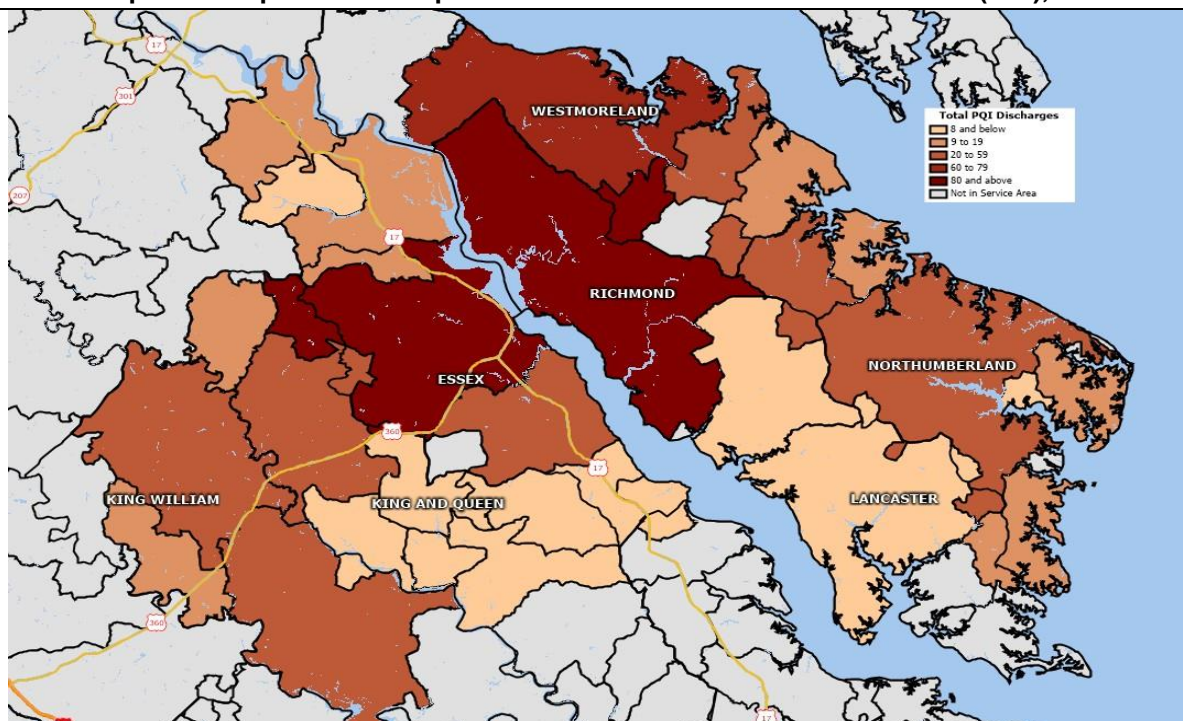 17
301
207
17
WESTMORELAND
Total PQI Discharges
8 and below
9 to 19
20 to 59
60 to 79
80 and above
Not in Service Area
RICHMOND
ESSEX
NORTHUMBERLAND
360
17
KING WILLIAM
KING AND QUEEN
LANCASTER
360
17